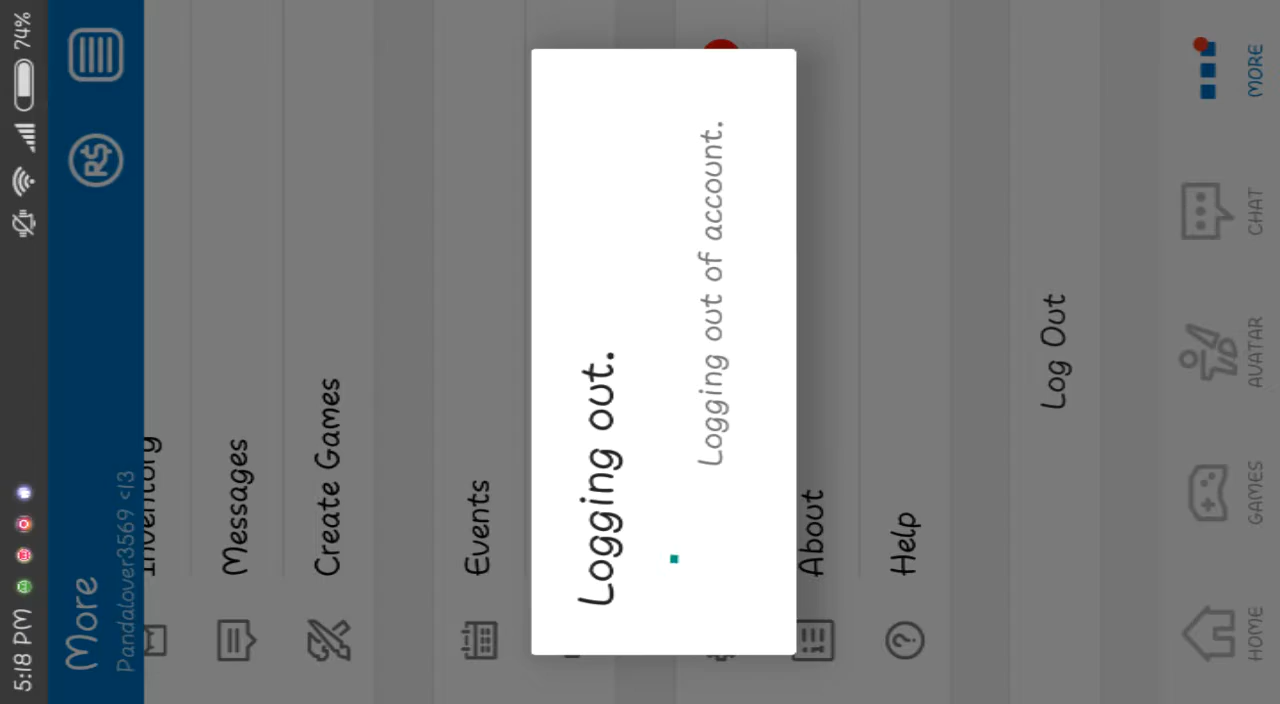 5:18 PM
74%
More
Pandalover3569 <13
R$
Inventory
Messages
Create Games
Events
Logging out.
Logging out of account.
About
Help
Log Out
HOME
GAMES
AVATAR
CHAT
MORE